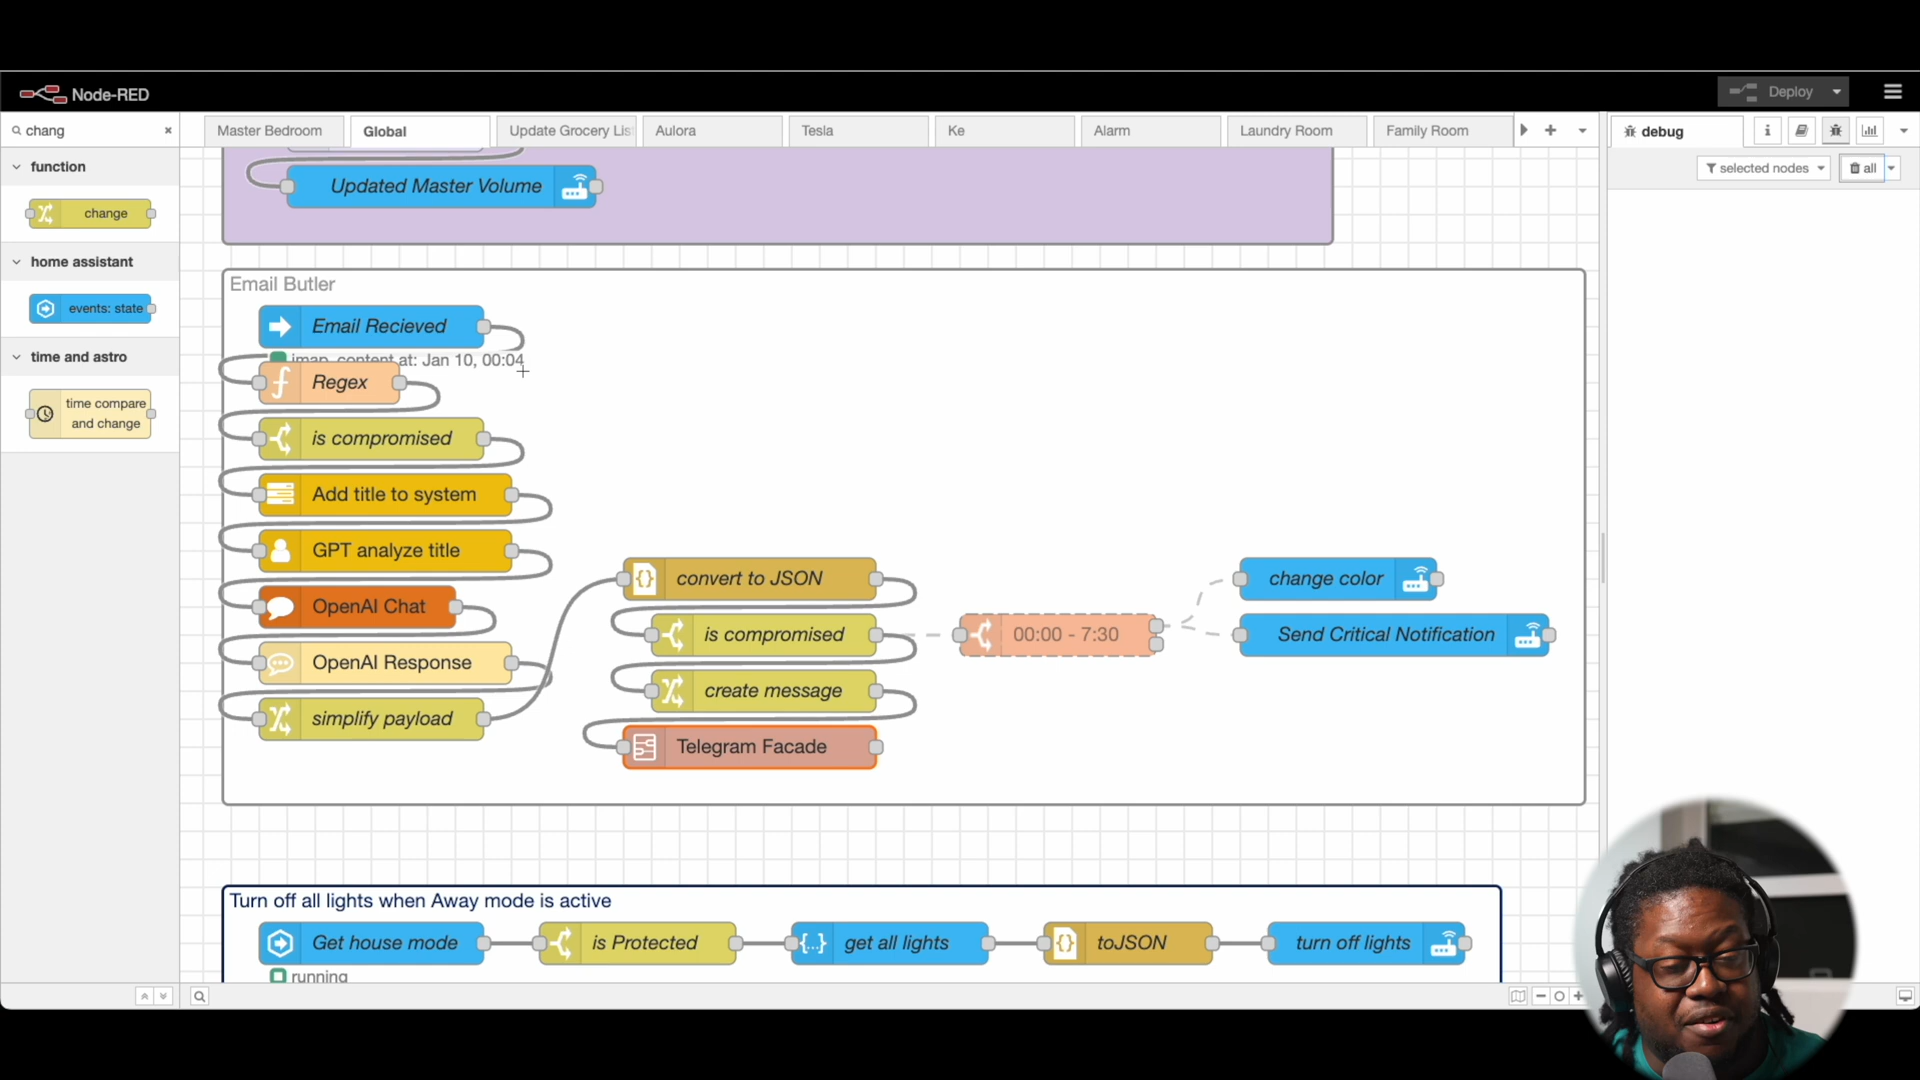 Node-RED
Deploy
chang
Master Bedroom
Global
Update Grocery Lis
Aulora
Tesla
Ke
Alarm
Laundry Room
Family Room
debug
function
selected nodes
all
change
Updated Master Volume
home assistant
events: state
Email Butler
Email Recieved
time and astro
imap_content at: Jan 10, 00:04
Regex
time compare
and change
is compromised
Add title to system
GPT analyze title
convert to JSON
change color
OpenAI Chat
is compromised
00:00 - 7:30
Send Critical Notification
OpenAI Response
create message
simplify payload
Telegram Facade
Turn off all lights when Away mode is active
Get house mode
is Protected
get all lights
toJSON
turn off lights
running